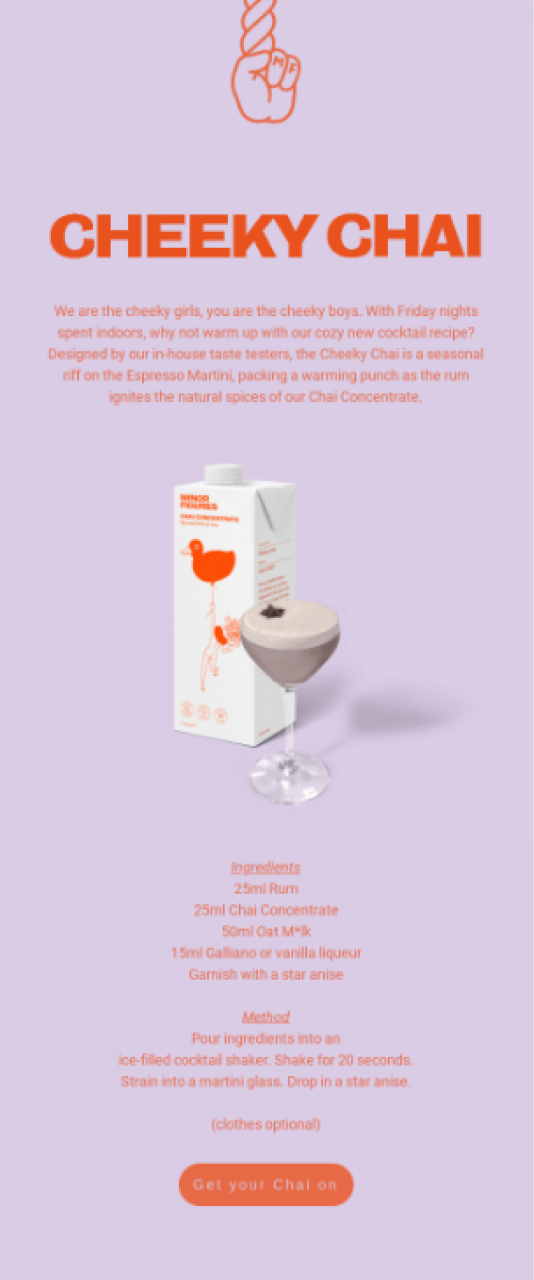 M F
CHEEKY CHAI
We are the cheeky girls, you are the cheeky boys. With Friday nights
spent indoors, why not warm up with our cozy new cocktail recipe?
Designed by our in-house taste testers, the Cheeky Chai is a seasonal
riff on the Espresso Martini, packing a warming punch as the rum
ignites the natural spices of our Chai Concentrate.
MINOR
FIGURES
CHAI CONCENTRATE
Ingredients
25ml Rum
25ml Chai Concentrate
50ml Oat M*lk
15ml Galliano or vanilla liqueur
Garnish with a star anise
Method
Pour ingredients into an
ice-filled cocktail shaker. Shake for 20 seconds.
Strain into a martini glass. Drop in a star anise.
(clothes optional)
Get your Chai on